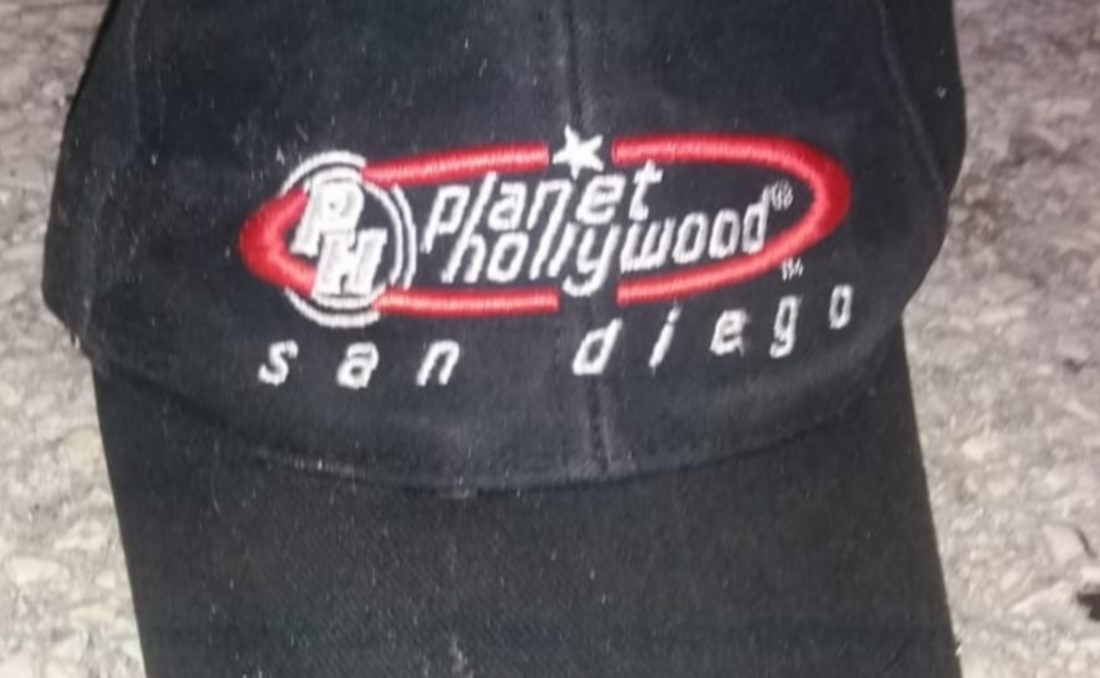 PH
planet
hollywood®
™
san diego